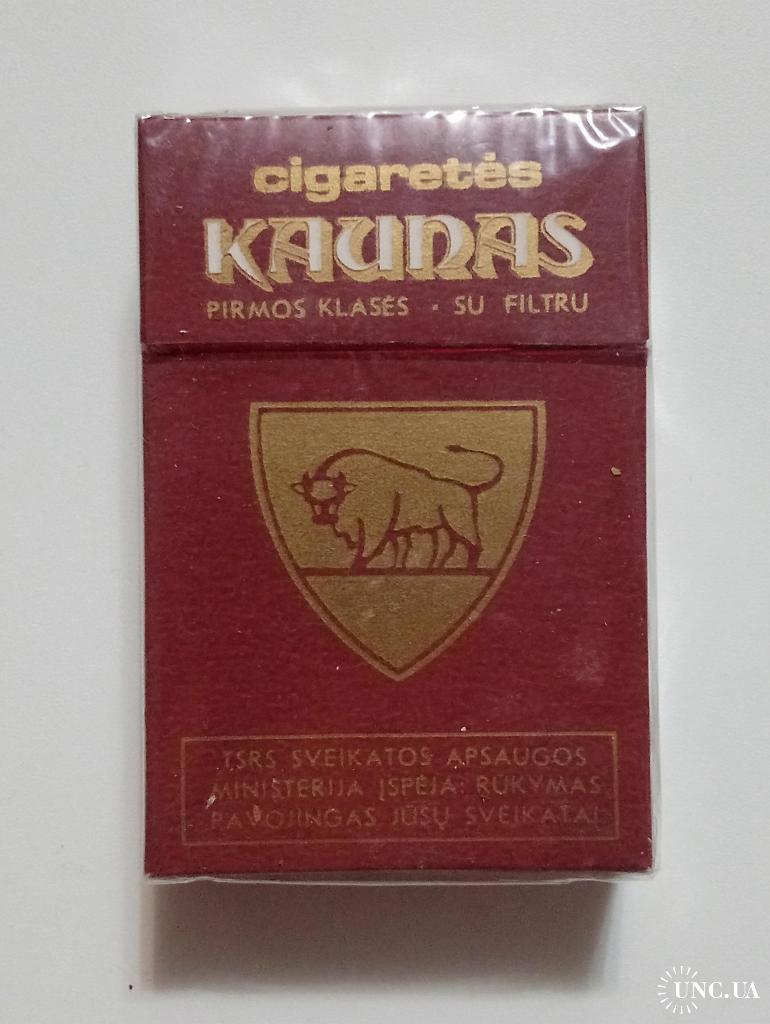 cigaretės
KAUNAS
PIRMOS KLASĖS · SU FILTRU
TSRS SVEIKATOS APSAUGOS
MINISTERIJA ĮSPĖJA: RŪKYMAS
PAVOJINGAS JŪSŲ SVEIKATAI
UNC.UA